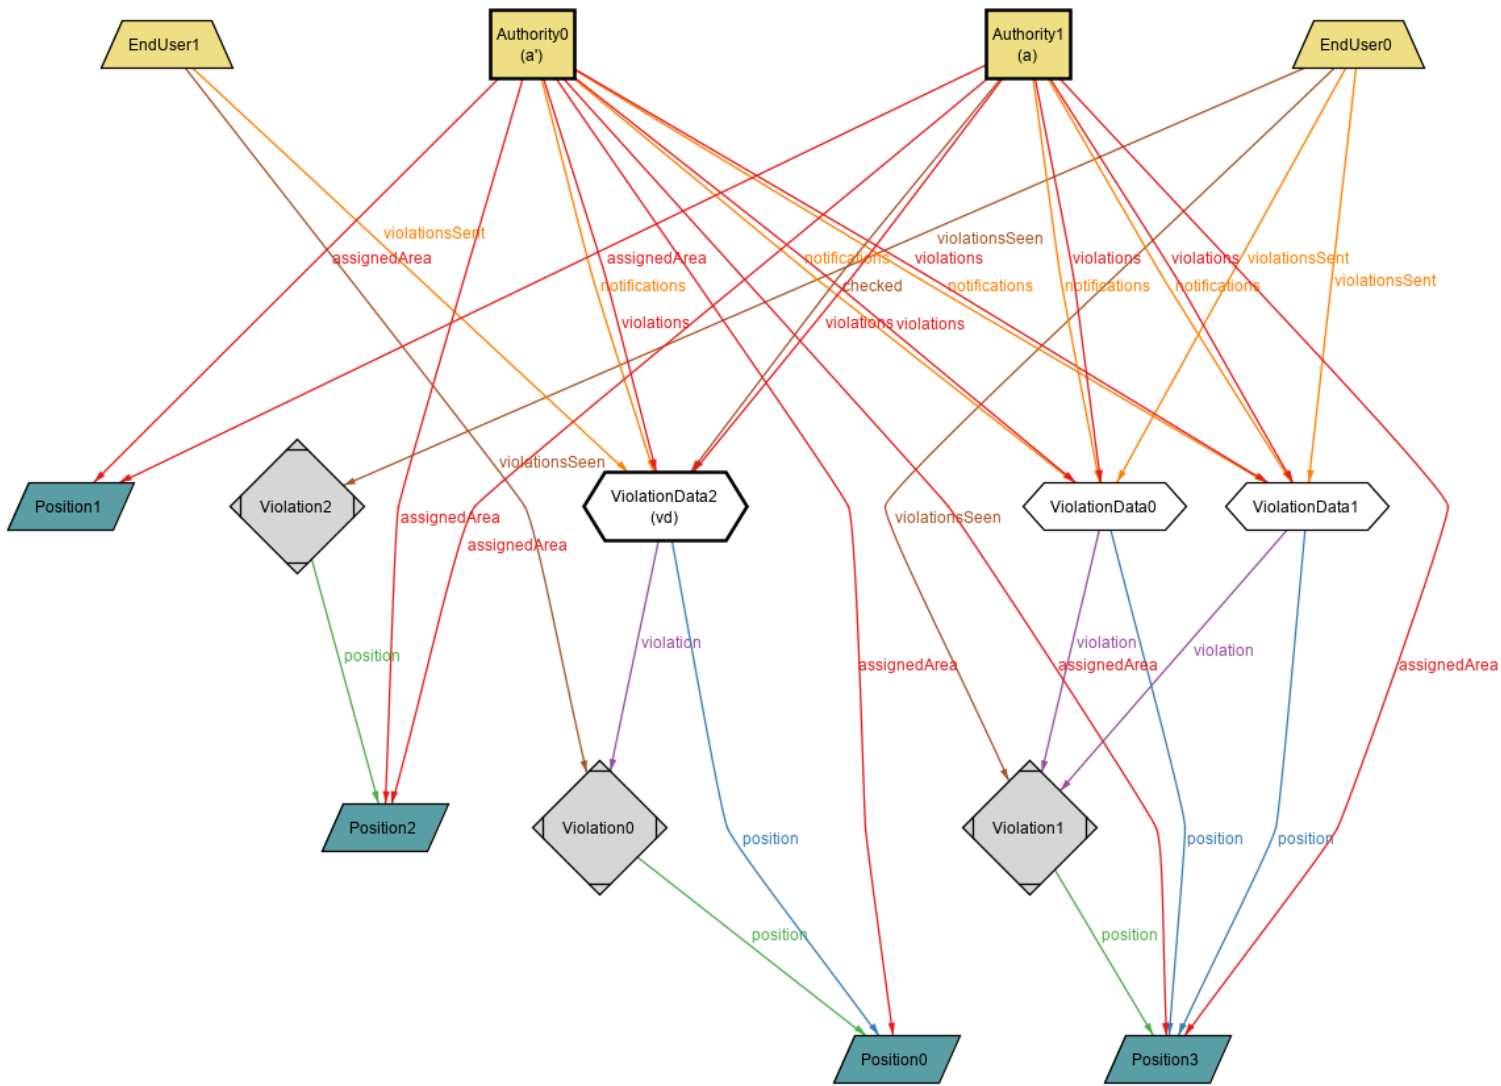 EndUser1
Authority0
(a')
Authority1
(a)
EndUser0
violationsSent
violationsSeen
assignedArea
assignedArea
notifications
violations
violations
violationsSent
notifications
checked
notifications
notifications
notifications
violationsSent
violations
violations
violations
violationsSeen
Position1
Violation2
ViolationData2
(vd)
ViolationData0
ViolationData1
assignedArea
violationsSeen
assignedArea
position
violation
violation
violation
assignedArea
assignedArea
assignedArea
Position2
Violation0
Violation1
position
position
position
position
position
Position0
Position3